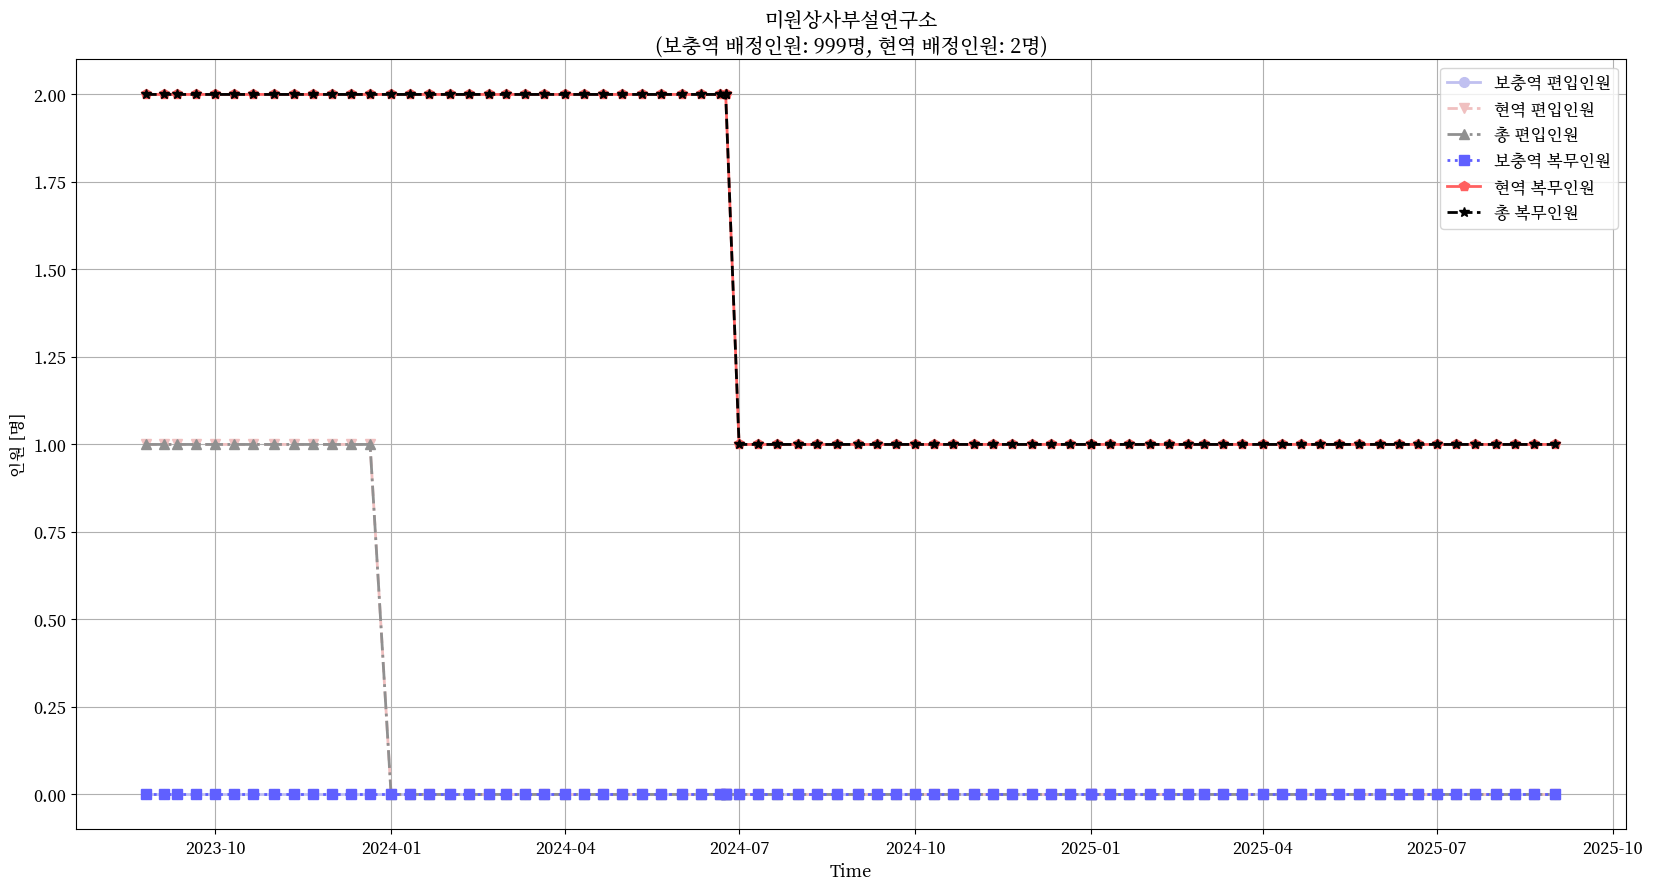 미원상사부설연구소
(보충역 배정인원: 999명, 현역 배정인원: 2명)
보충역 편입인원
현역 편입인원
총 편입인원
보충역 복무인원
현역 복무인원
총 복무인원
인원 [명]
2.00
1.75
1.50
1.25
1.00
0.75
0.50
0.25
0.00
2023-10
2024-01
2024-04
2024-07
2024-10
2025-01
2025-04
2025-07
2025-10
Time